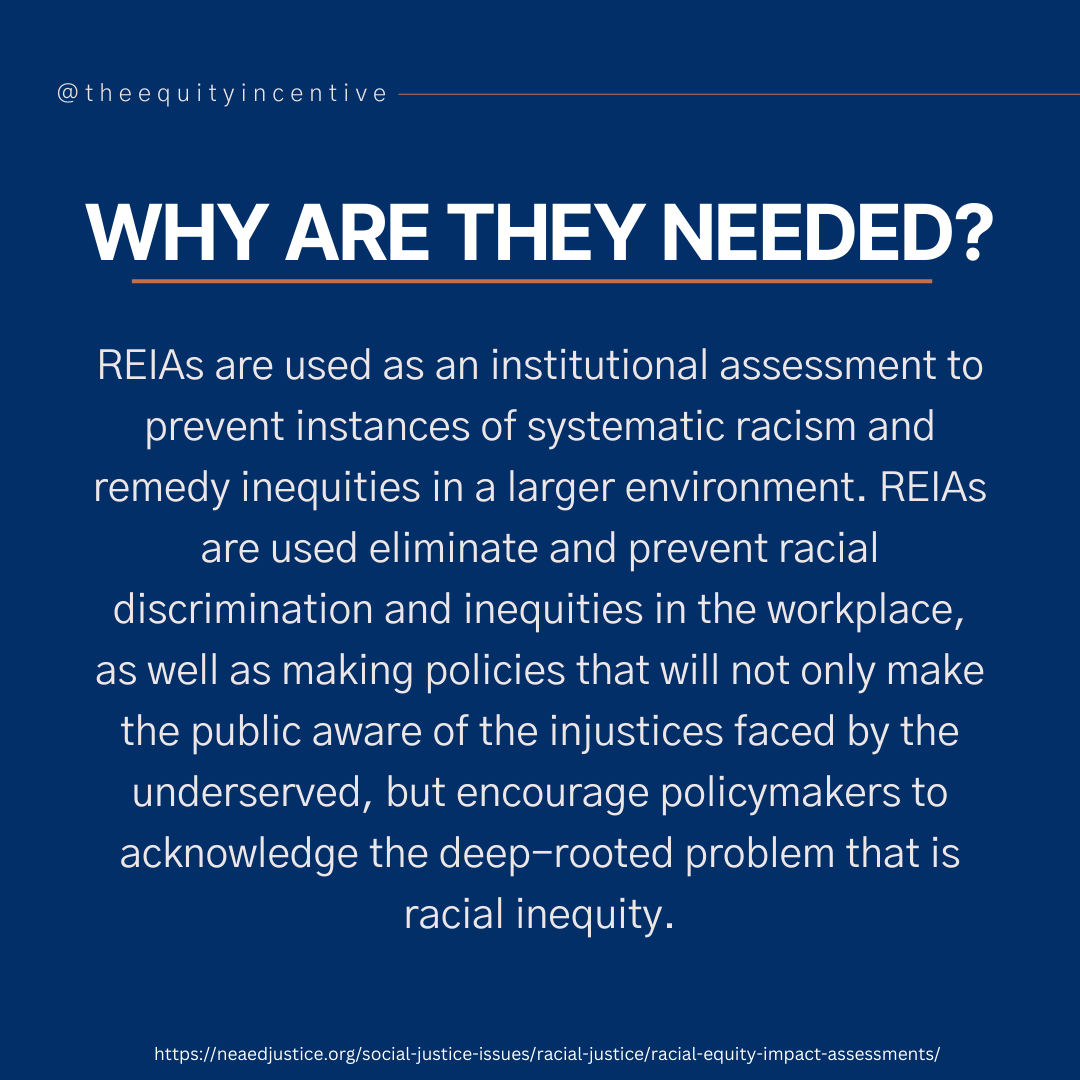 @theequityincentive
WHY ARE THEY NEEDED?
REIAs are used as an institutional assessment to
prevent instances of systematic racism and
remedy inequities in a larger environment. REIAs
are used eliminate and prevent racial
discrimination and inequities in the workplace,
as well as making policies that will not only make
the public aware of the injustices faced by the
underserved, but encourage policymakers to
acknowledge the deep-rooted problem that is
racial inequity.
https://neaedjustice.org/social-justice-issues/racial-justice/racial-equity-impact-assessments/